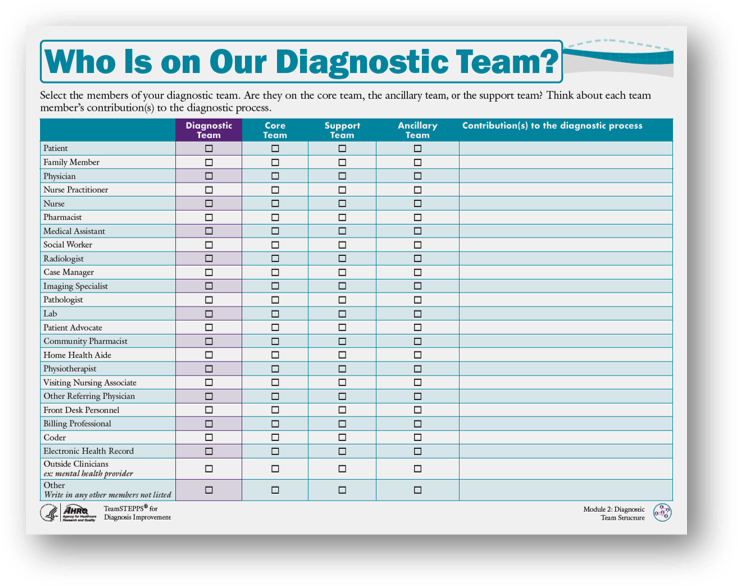 Who Is on Our Diagnostic Team?
Select the members of your diagnostic team. Are they on the core team, the ancillary team, or the support team? Think about each team
member's contribution(s) to the diagnostic process.
Diagnostic Team Core Team Support Team Ancillary Team Contribution(s) to the diagnostic process
Patient
Family Member
Physician
Nurse Practitioner
Nurse
Pharmacist
Medical Assistant
Social Worker
Radiologist
Case Manager
Imaging Specialist
Pathologist
Lab
Patient Advocate
Community Pharmacist
Home Health Aide
Physiotherapist
Visiting Nursing Associate
Other Referring Physician
Front Desk Personnel
Billing Professional
Coder
Electronic Health Record
Outside Clinicians
ex: mental health provider
Other
Write in any other members not listed
AHRQ
Agency for Healthcare
Research and Quality
TeamSTEPPS® for
Diagnosis Improvement
Module 2: Diagnostic
Team Structure